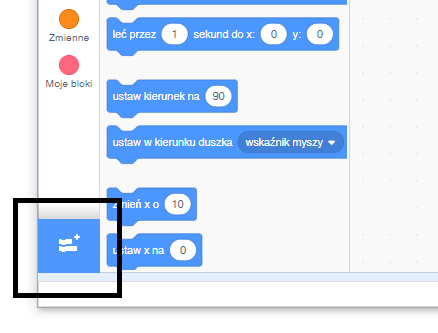 leć przez 1 sekund do x: 0 y: 0
Zmienne
Moje bloki
ustaw kierunek na 90
ustaw w kierunku duszka wskaźnik myszy
zmień x o 10
ustaw x na 0